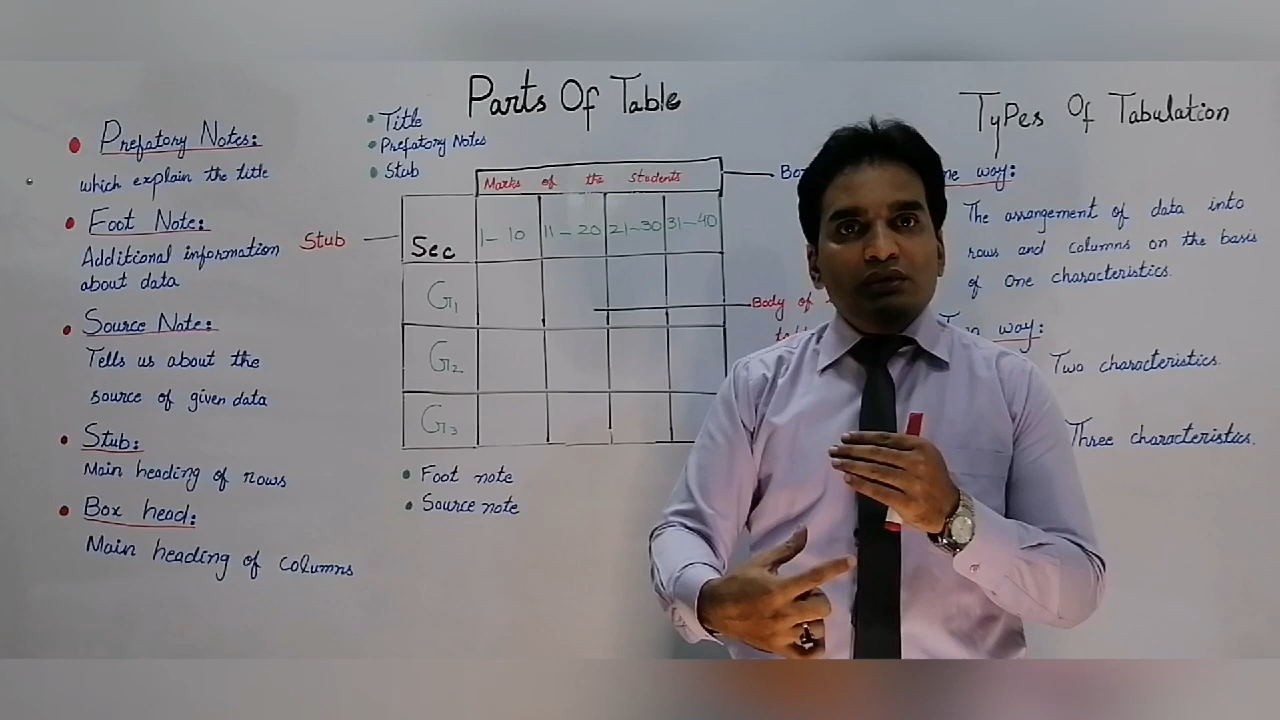 Parts Of Table
Types Of Tabulation
Prefatory Notes:
which explain the title
Foot Note:
Additional information
about data
Source Note:
Tells us about the
source of given data
Stub:
Main heading of rows
Box head:
Main heading of columns
Title
Prefatory Notes
Stub
Marks of the Students
Stub
Sec
1-10 11-20 21-30 31-40
G1
G2
G3
Body of
Foot note
Source note
way:
The arrangement of data into
rows and columns on the basis
of one characteristics.
way:
Two characteristics.
Three characteristics.